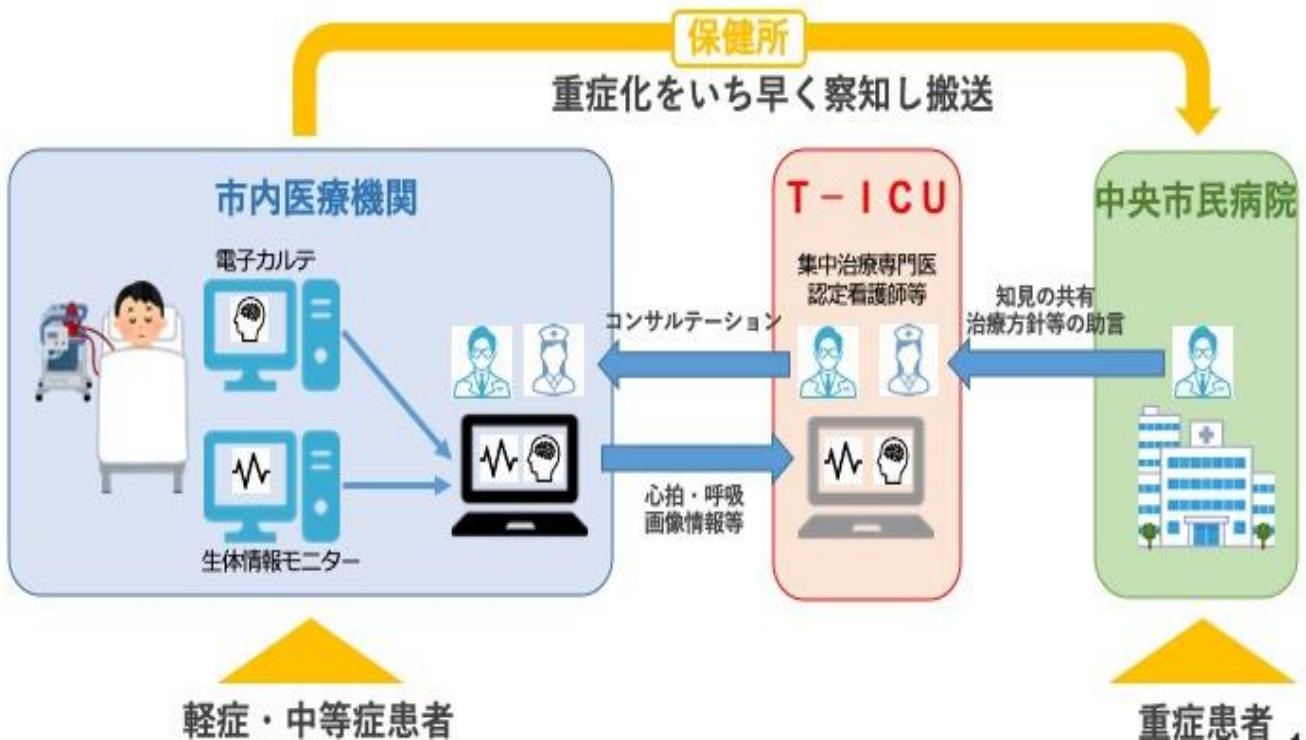 保健所
重症化をいち早く察知し搬送
市内医療機関
電子カルテ
生体情報モニター
コンサルテーション
心拍・呼吸
画像情報等
T-ICU
集中治療専門医
認定看護師等
知見の共有
治療方針等の助言
中央市民病院
軽症・中等症患者
重症患者